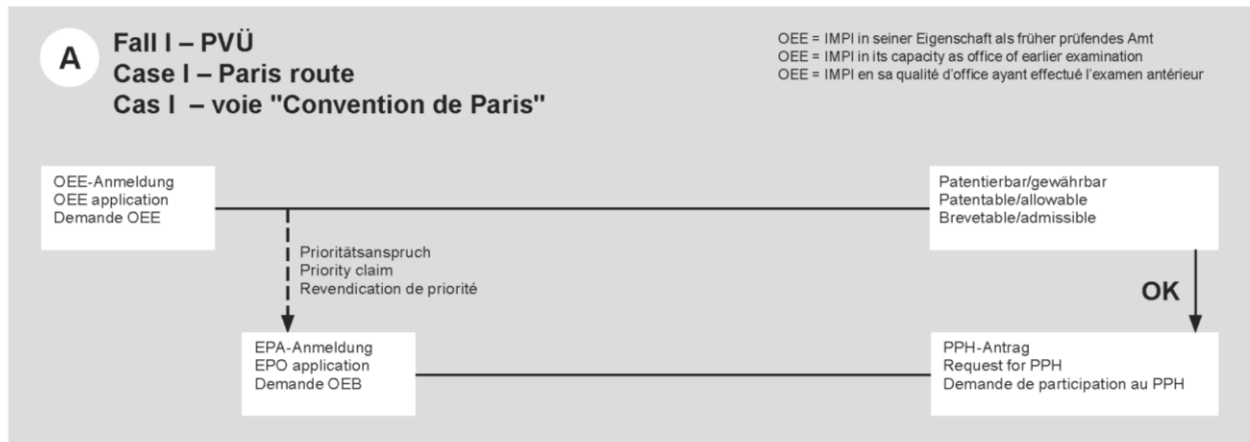 A
Fall I – PVÜ
Case I – Paris route
Cas I – voie "Convention de Paris"
OEE = IMPI in seiner Eigenschaft als früher prüfendes Amt
OEE = IMPI in its capacity as office of earlier examination
OEE = IMPI en sa qualité d'office ayant effectué l'examen antérieur
OEE-Anmeldung
OEE application
Demande OEE
Patentierbar/gewährbar
Patentable/allowable
Brevetable/admissible
Prioritätsanspruch
Priority claim
Revendication de priorité
OK
EPA-Anmeldung
EPO application
Demande OEB
PPH-Antrag
Request for PPH
Demande de participation au PPH